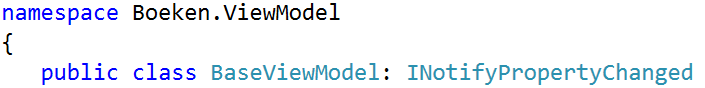 namespace Boeken.ViewModel
{
public class BaseViewModel: INotifyPropertyChanged